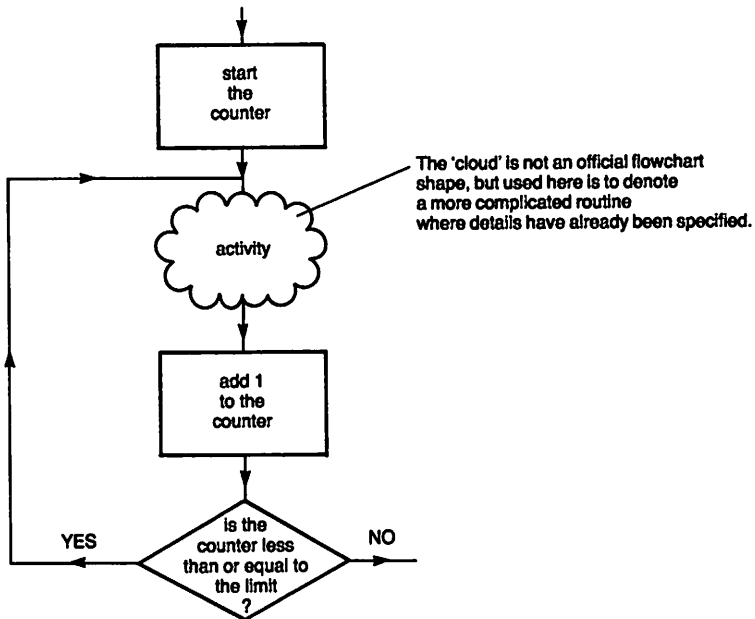 start
the
counter
The 'cloud' is not an official flowchart
shape, but used here is to denote
a more complicated routine
where details have already been specified.
activity
add 1
to the
counter
is the
counter less
than or equal to
the limit
?
YES
NO